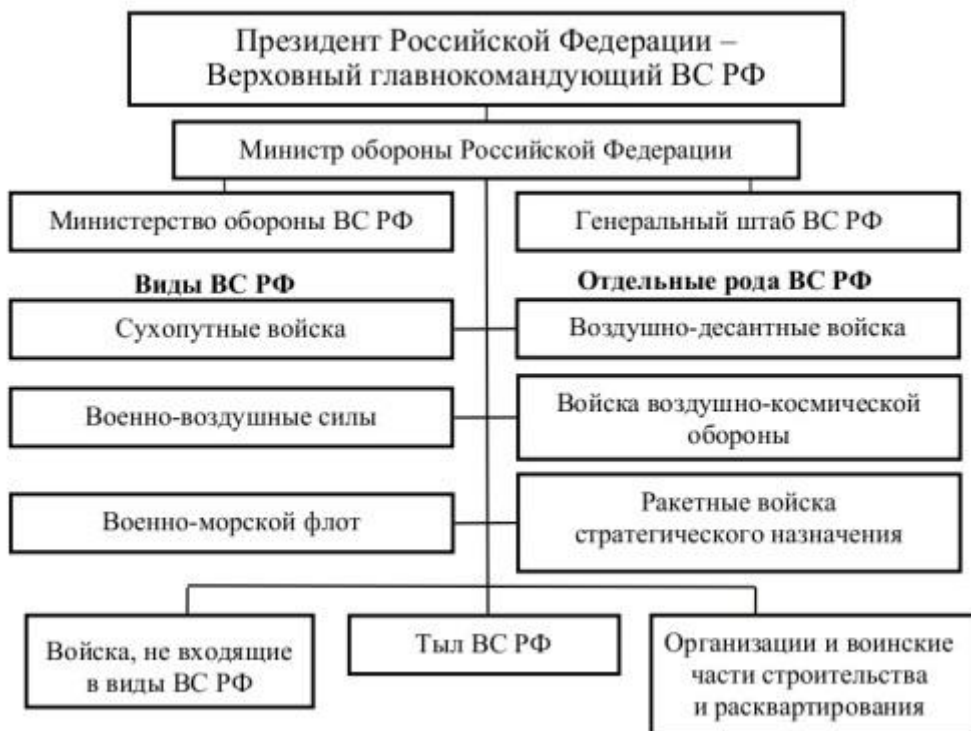 Президент Российской Федерации –
Верховный главнокомандующий ВС РФ
Министр обороны Российской Федерации
Министерство обороны ВС РФ
Генеральный штаб ВС РФ
Виды ВС РФ
Отдельные рода ВС РФ
Сухопутные войска
Воздушно-десантные войска
Военно-воздушные силы
Войска воздушно-космической
обороны
Военно-морской флот
Ракетные войска
стратегического назначения
Войска, не входящие
в виды ВС РФ
Тыл ВС РФ
Организации и воинские
части строительства
и расквартирования